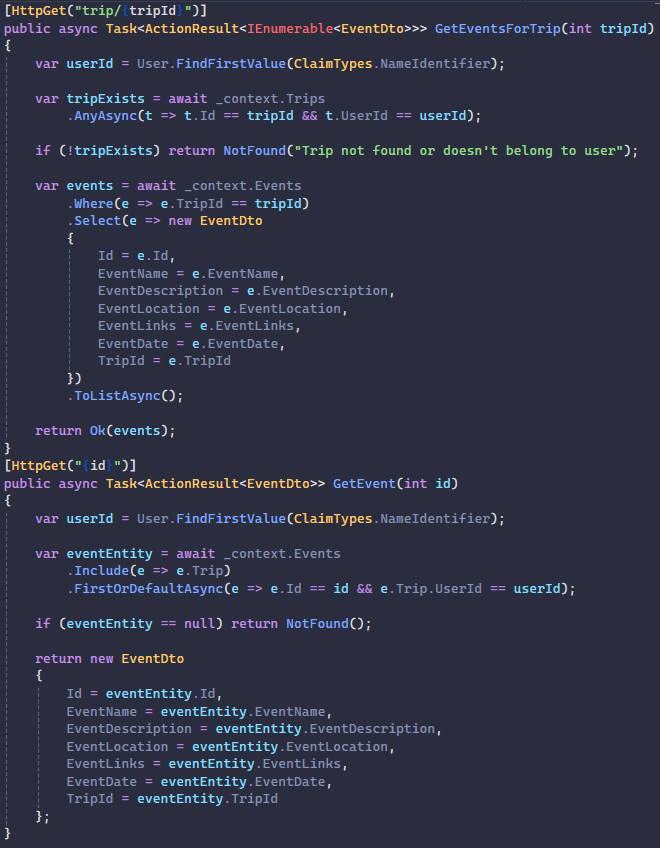 [HttpGet("trip/{tripId}")]
public async Task<ActionResult<IEnumerable<EventDto>>> GetEventsForTrip(int tripId)
{
    var userId = User.FindFirstValue(ClaimTypes.NameIdentifier);

    var tripExists = await _context.Trips
        .AnyAsync(t => t.Id == tripId && t.UserId == userId);

    if (!tripExists) return NotFound("Trip not found or doesn't belong to user");

    var events = await _context.Events
        .Where(e => e.TripId == tripId)
        .Select(e => new EventDto
        {
            Id = e.Id,
            EventName = e.EventName,
            EventDescription = e.EventDescription,
            EventLocation = e.EventLocation,
            EventLinks = e.EventLinks,
            EventDate = e.EventDate,
            TripId = e.TripId
        })
        .ToListAsync();

    return Ok(events);
}
[HttpGet("{id}")]
public async Task<ActionResult<EventDto>> GetEvent(int id)
{
    var userId = User.FindFirstValue(ClaimTypes.NameIdentifier);

    var eventEntity = await _context.Events
        .Include(e => e.Trip)
        .FirstOrDefaultAsync(e => e.Id == id && e.Trip.UserId == userId);

    if (eventEntity == null) return NotFound();

    return new EventDto
    {
        Id = eventEntity.Id,
        EventName = eventEntity.EventName,
        EventDescription = eventEntity.EventDescription,
        EventLocation = eventEntity.EventLocation,
        EventLinks = eventEntity.EventLinks,
        EventDate = eventEntity.EventDate,
        TripId = eventEntity.TripId
    };
}